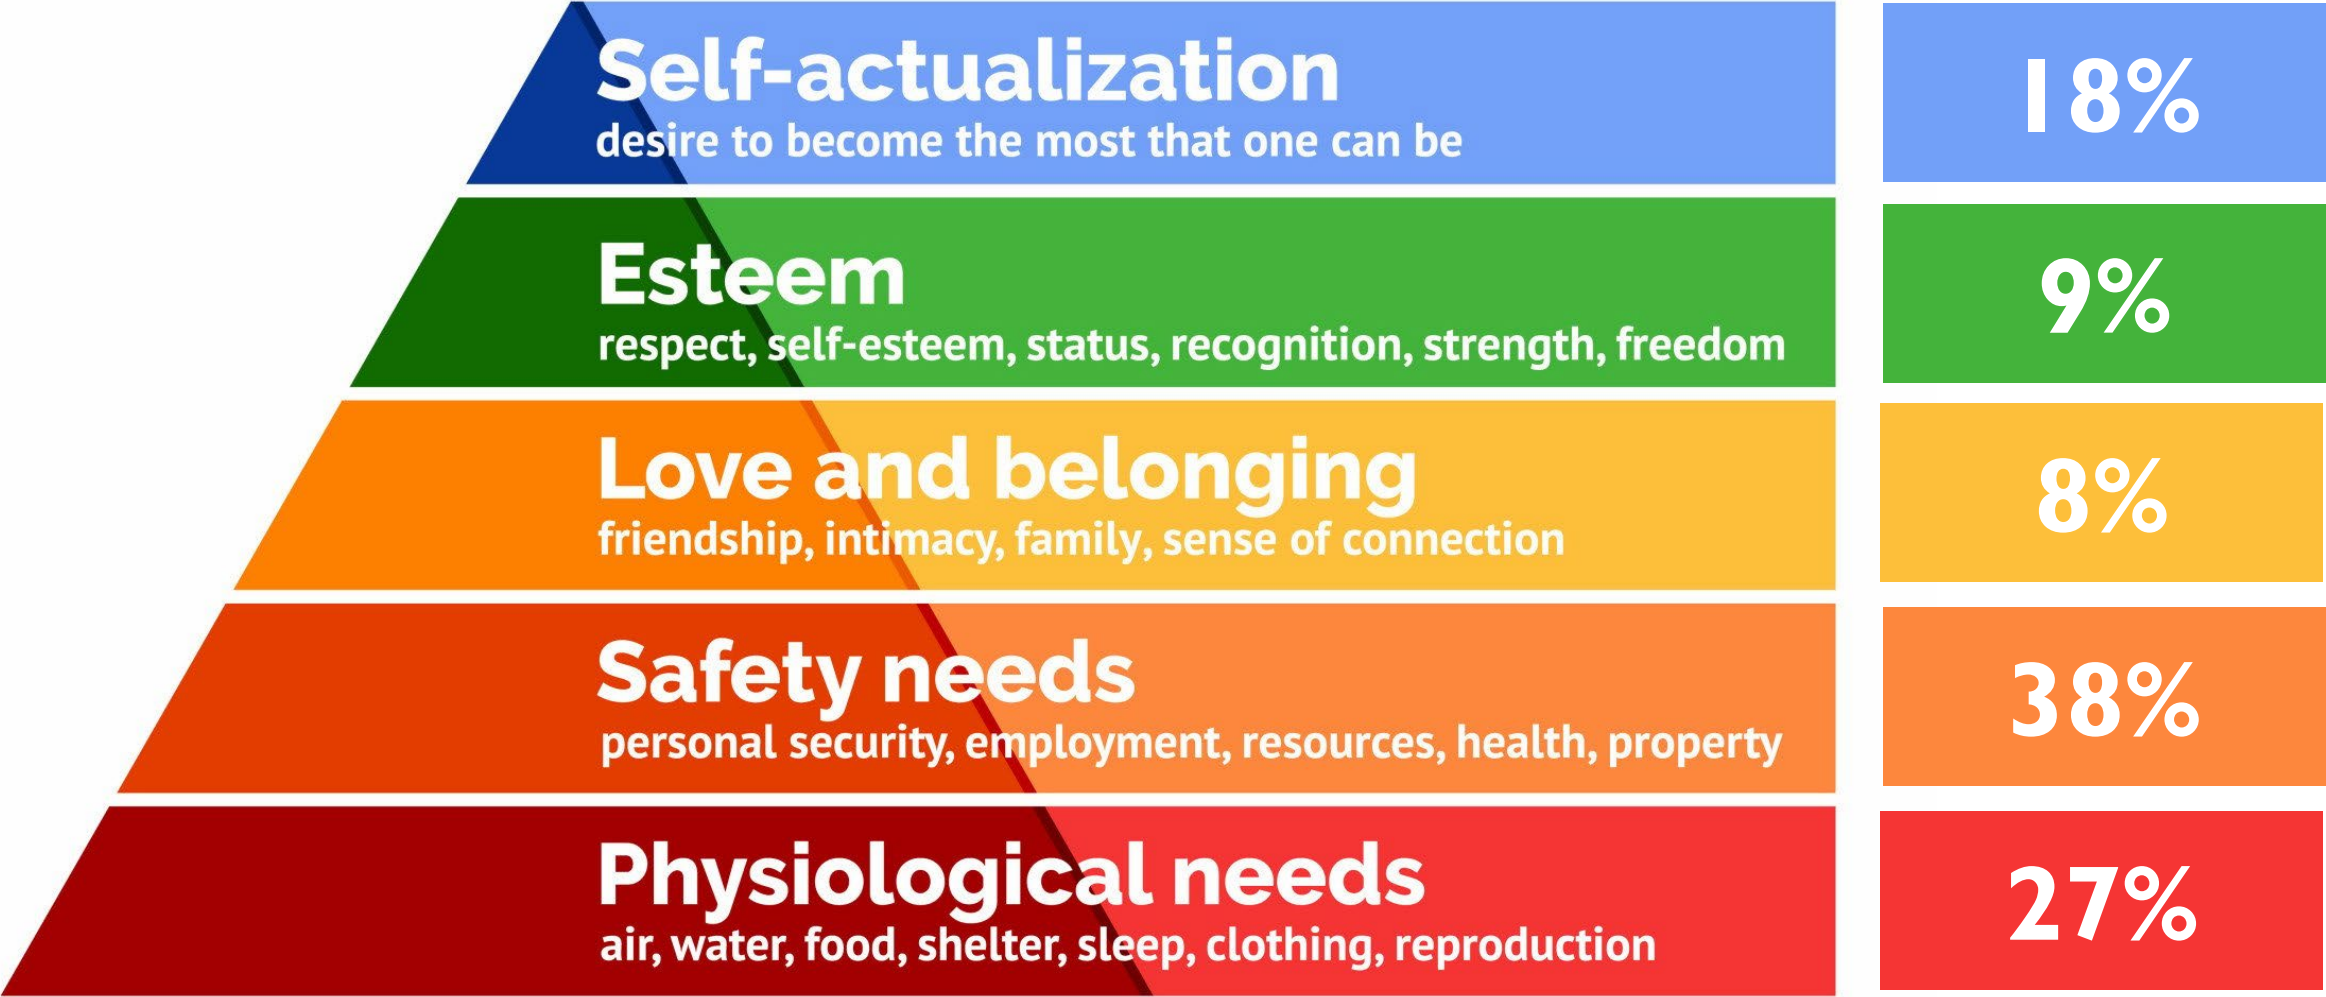 Self-actualization
desire to become the most that one can be
18%
Esteem
respect, self-esteem, status, recognition, strength, freedom
9%
Love and belonging
friendship, intimacy, family, sense of connection
8%
Safety needs
personal security, employment, resources, health, property
38%
Physiological needs
air, water, food, shelter, sleep, clothing, reproduction
27%